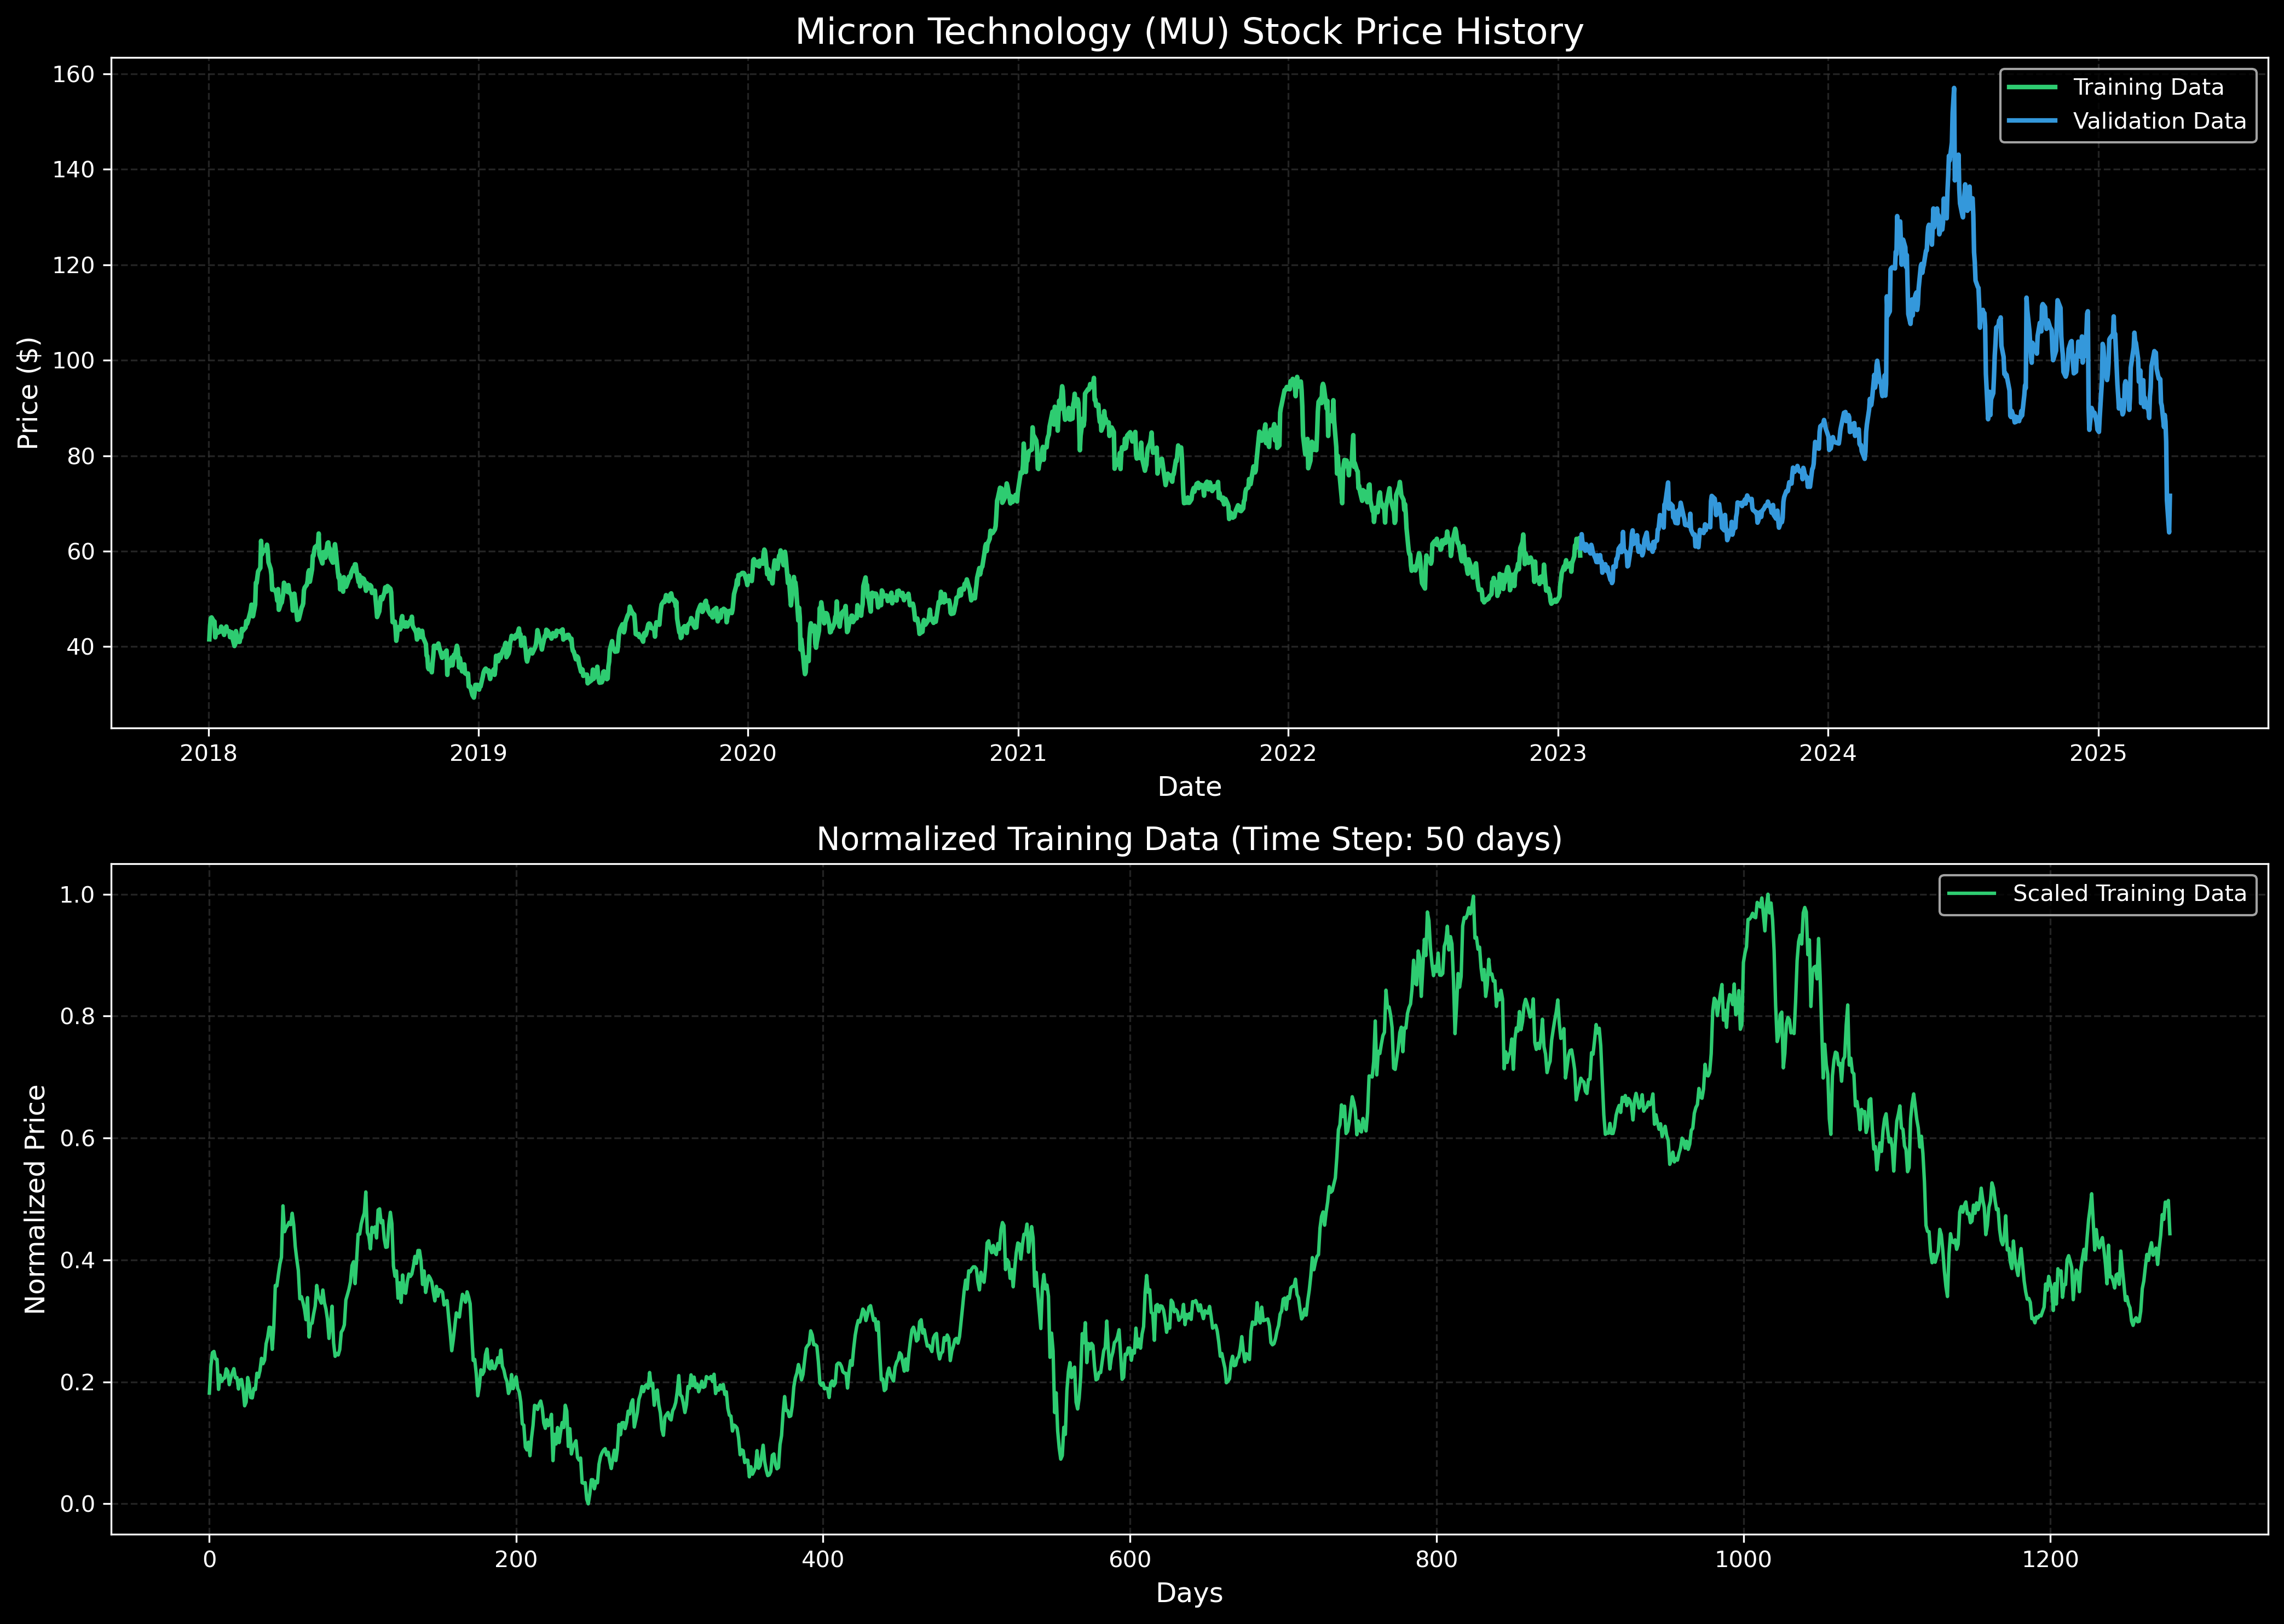 Micron Technology (MU) Stock Price History
Training Data
Validation Data
Price ($)
160
140
120
100
80
60
40
2018 2019 2020 2021 2022 2023 2024 2025
Date
Normalized Training Data (Time Step: 50 days)
Scaled Training Data
Normalized Price
1.0
0.8
0.6
0.4
0.2
0.0
0 200 400 600 800 1000 1200
Days